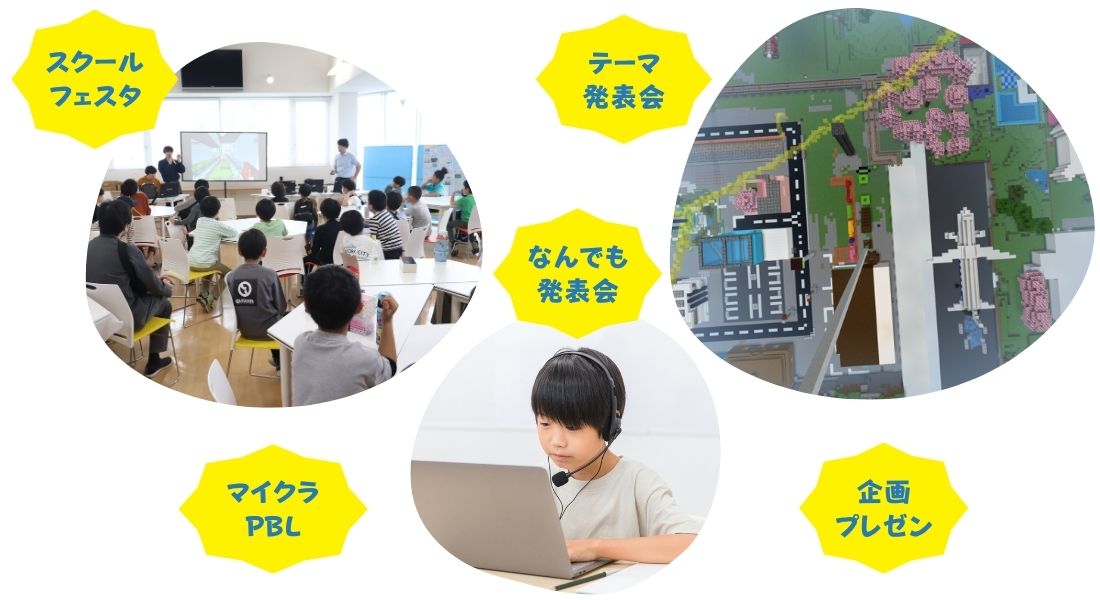 スクール
フェスタ
テーマ
発表会
なんでも
発表会
マイクラ
PBL
企画
プレゼン